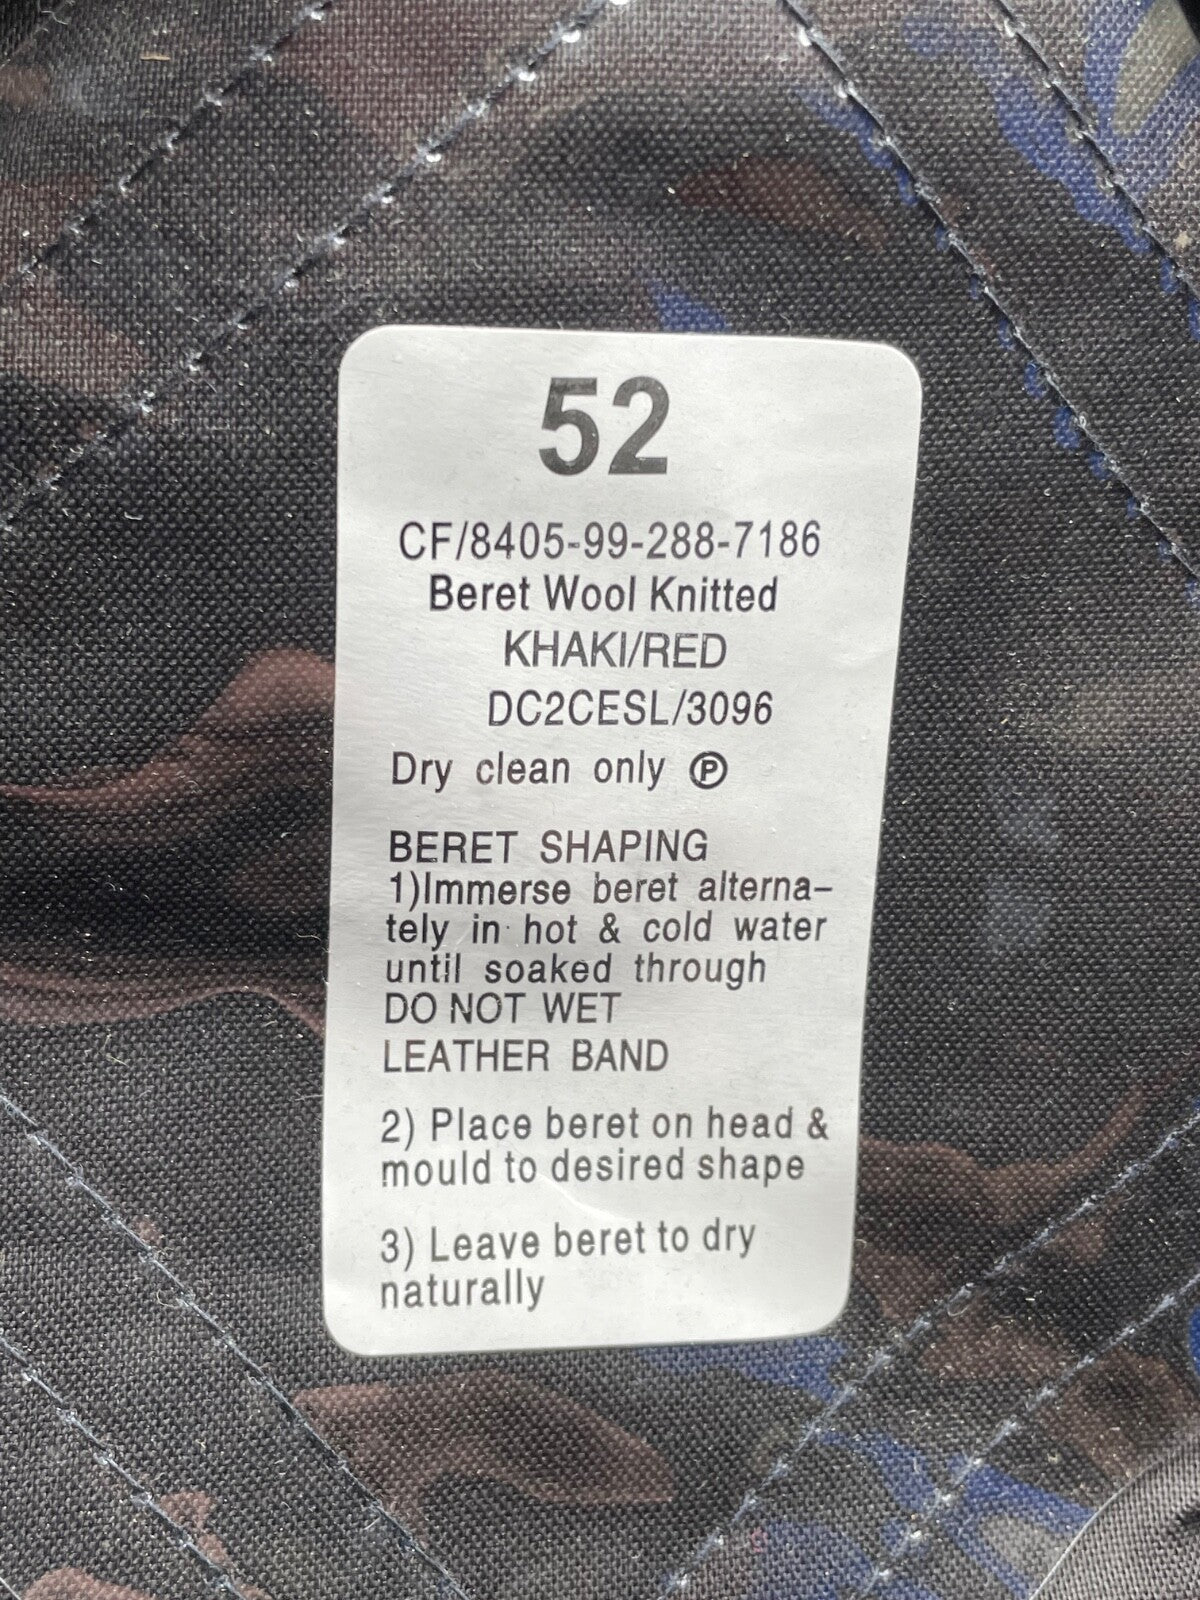 52
CF/8405-99-288-7186
Beret Wool Knitted
KHAKI/RED
DC2CESL/3096
Dry clean only Ⓟ
BERET SHAPING
1)Immerse beret alterna-
tely in hot & cold water
until soaked through
DO NOT WET
LEATHER BAND
2) Place beret on head &
mould to desired shape
3) Leave beret to dry
naturally